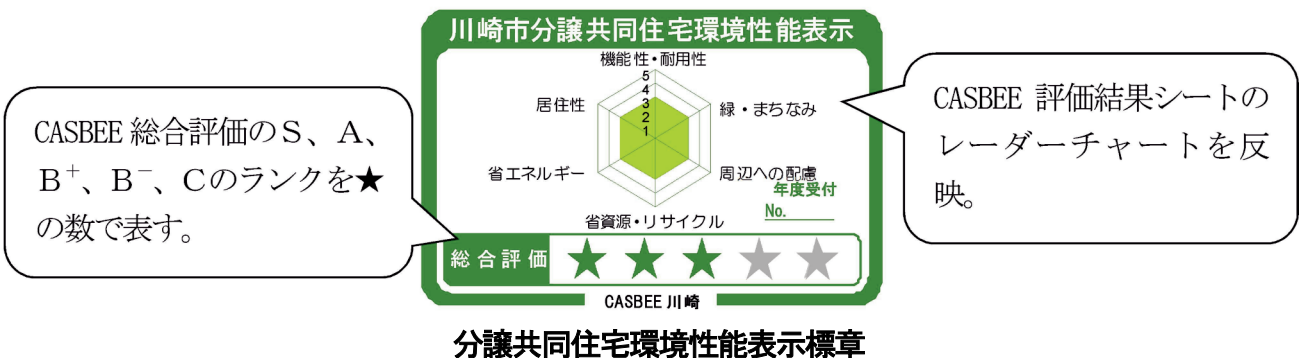 川崎市分譲共同住宅環境性能表示
機能性・耐用性
5
4
3
2
1
居住性
緑・まちなみ
省エネルギー
周辺への配慮
年度受付
No.
省資源・リサイクル
総合評価 ★★★★★
CASBEE 川崎
CASBEE 総合評価のS、A、
B⁺、B⁻、Cのランクを★
の数で表す。
CASBEE 評価結果シートの
レーダーチャートを反
映。
分譲共同住宅環境性能表示標章